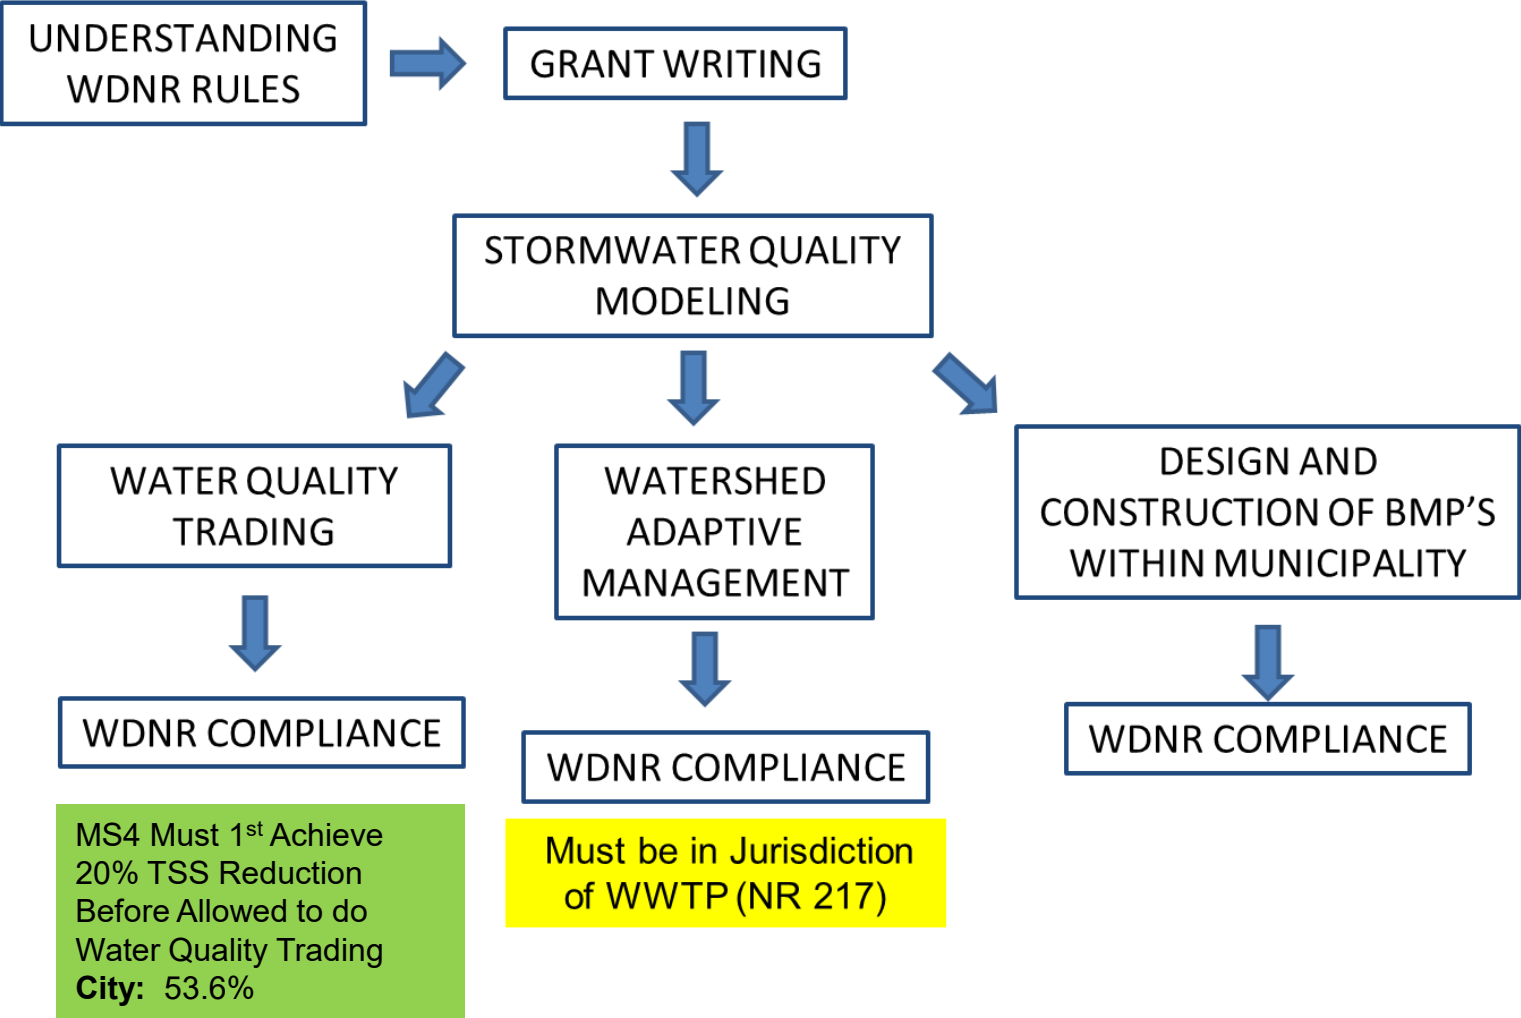 UNDERSTANDING
WDNR RULES
GRANT WRITING
STORMWATER QUALITY
MODELING
WATER QUALITY
TRADING
WATERSHED
ADAPTIVE
MANAGEMENT
DESIGN AND
CONSTRUCTION OF BMP’S
WITHIN MUNICIPALITY
WDNR COMPLIANCE
WDNR COMPLIANCE
WDNR COMPLIANCE
MS4 Must 1st Achieve
20% TSS Reduction
Before Allowed to do
Water Quality Trading
City: 53.6%
Must be in Jurisdiction
of WWTP (NR 217)